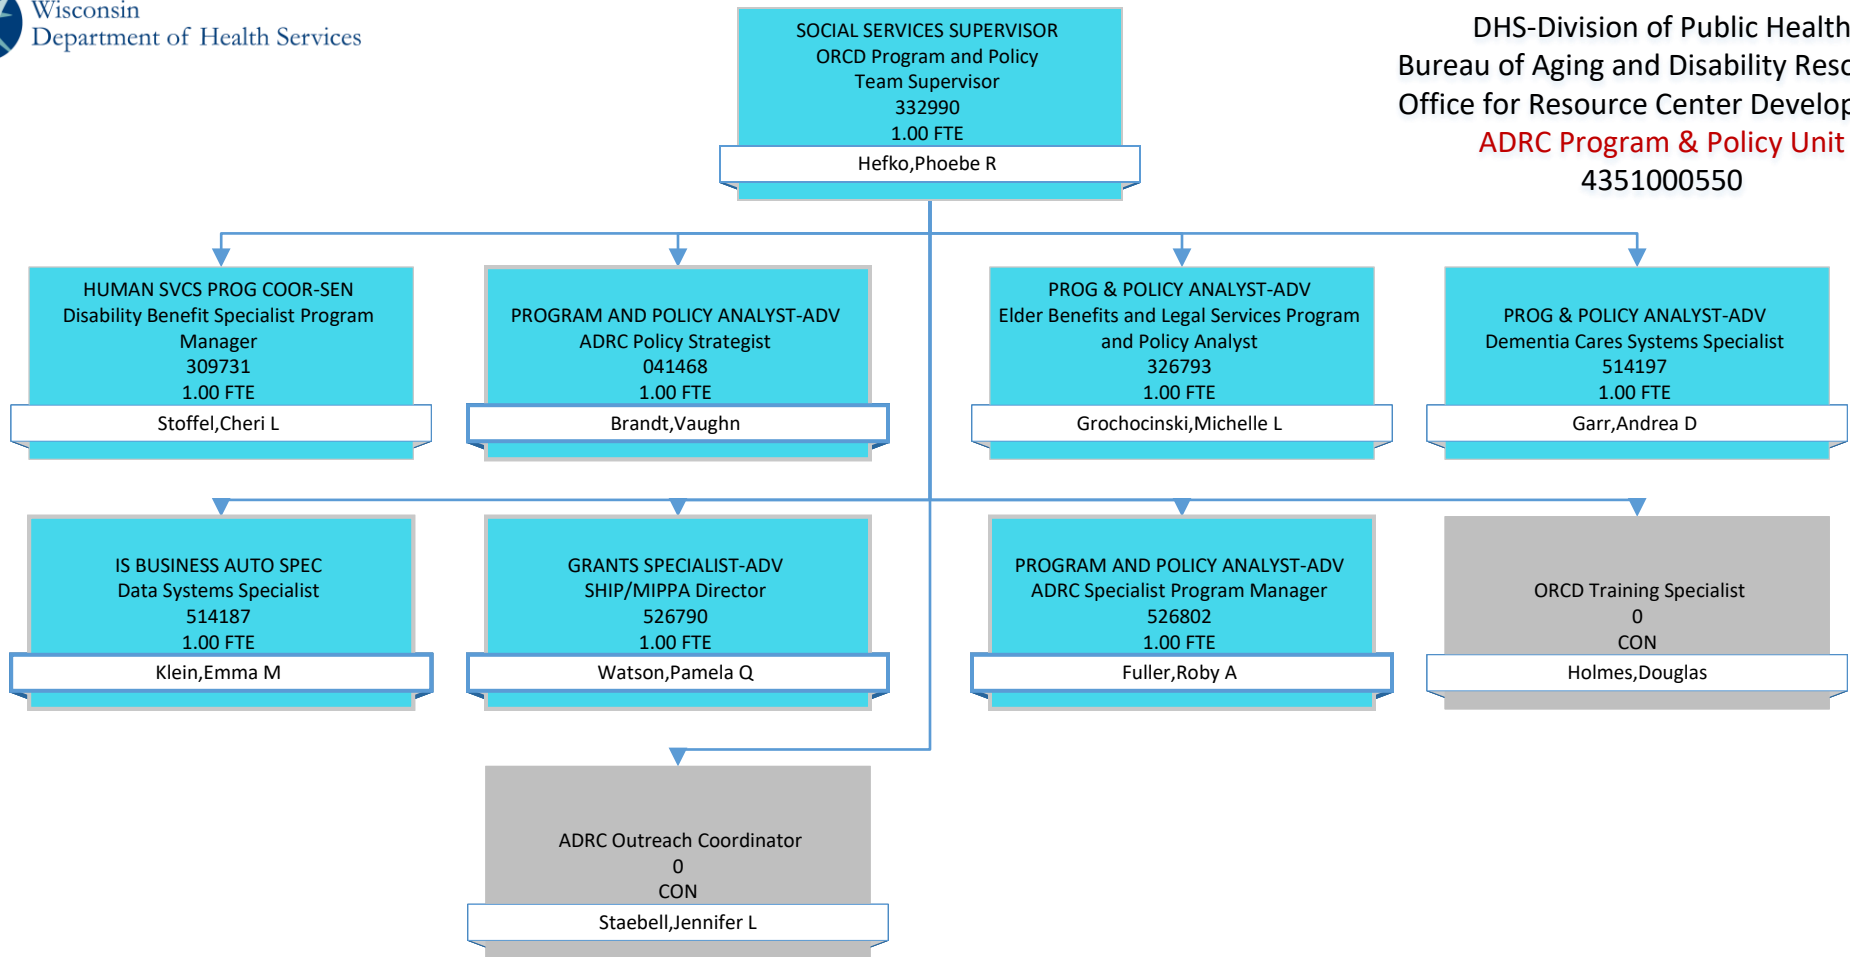 Wisconsin
Department of Health Services
DHS-Division of Public Health
Bureau of Aging and Disability
Office for Resource Center
ADRC Program & Policy Unit
4351000550
SOCIAL SERVICES SUPERVISOR
ORCD Program and Policy
Team Supervisor
332990
1.00 FTE
Hefko,Phoebe R
HUMAN SVCS PROG COOR-SEN
Disability Benefit Specialist Program
Manager
309731
1.00 FTE
Stoffel,Cheri L
PROGRAM AND POLICY ANALYST-ADV
ADRC Policy Strategist
041468
1.00 FTE
Brandt,Vaughn
PROG & POLICY ANALYST-ADV
Elder Benefits and Legal Services Program
and Policy Analyst
326793
1.00 FTE
Grochocinski,Michelle L
PROG & POLICY ANALYST-ADV
Dementia Cares Systems Specialist
514197
1.00 FTE
Garr,Andrea D
IS BUSINESS AUTO SPEC
Data Systems Specialist
514187
1.00 FTE
Klein,Emma M
GRANTS SPECIALIST-ADV
SHIP/MIPPA Director
526790
1.00 FTE
Watson,Pamela Q
PROGRAM AND POLICY ANALYST-ADV
ADRC Specialist Program Manager
526802
1.00 FTE
Fuller,Roby A
ORCD Training Specialist
0
CON
Holmes,Douglas
ADRC Outreach Coordinator
0
CON
Staebell,Jennifer L